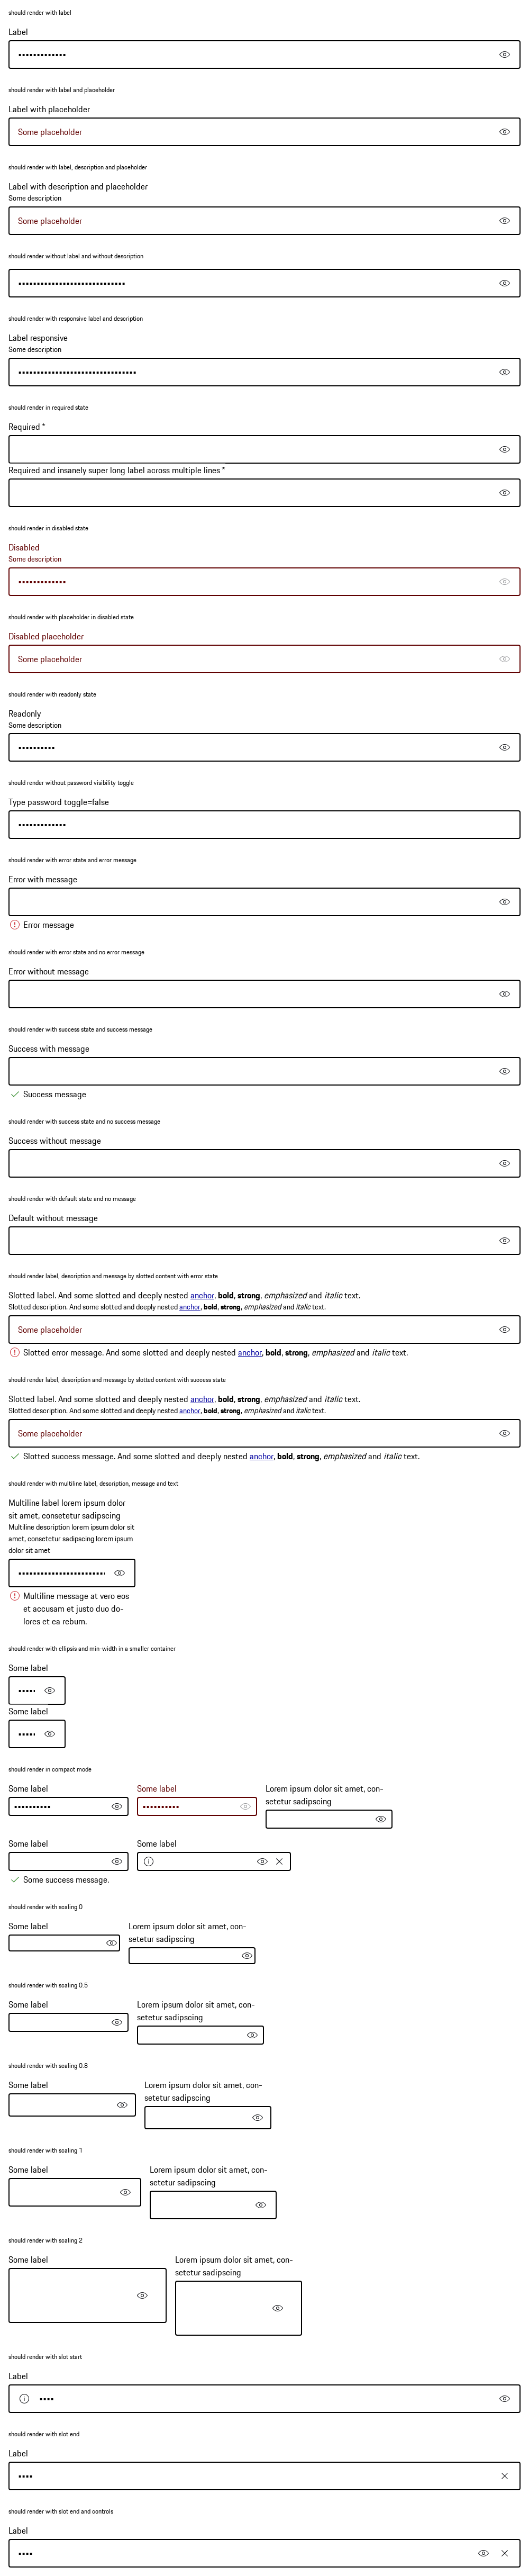 should render with label
Label
•••••••••••••
should render with label and placeholder
Label with placeholder
Some placeholder
should render with label, description and placeholder
Label with description and placeholder
Some description
Some placeholder
should render without label and without description
•••••••••••••••••••••••••••••
should render with responsive label and description
Label responsive
Some description
••••••••••••••••••••••••••••••••
should render in required state
Required *
Required and insanely super long label across multiple lines *
should render in disabled state
Disabled
Some description
•••••••••••••
should render with placeholder in disabled state
Disabled placeholder
Some placeholder
should render with readonly state
Readonly
Some description
••••••••••
should render without password visibility toggle
Type password toggle=false
•••••••••••••
should render with error state and error message
Error with message
Error message
should render with error state and no error message
Error without message
should render with success state and success message
Success with message
Success message
should render with success state and no success message
Success without message
should render with default state and no message
Default without message
should render label, description and message by slotted content with error state
Slotted label. And some slotted and deeply nested anchor, bold, strong, emphasized and italic text.
Slotted description. And some slotted and deeply nested anchor, bold, strong, emphasized and italic text.
Some placeholder
Slotted error message. And some slotted and deeply nested anchor, bold, strong, emphasized and italic text.
should render label, description and message by slotted content with success state
Slotted label. And some slotted and deeply nested anchor, bold, strong, emphasized and italic text.
Slotted description. And some slotted and deeply nested anchor, bold, strong, emphasized and italic text.
Some placeholder
Slotted success message. And some slotted and deeply nested anchor, bold, strong, emphasized and italic text.
should render with multiline label, description, message and text
Multiline label lorem ipsum dolor
sit amet, consetetur sadipscing
Multiline description lorem ipsum dolor sit
amet, consetetur sadipscing lorem ipsum
dolor sit amet
••••••••••••••••••••••••
Multiline message at vero eos
et accusam et justo duo do-
lores et ea rebum.
should render with ellipsis and min-width in a smaller container
Some label
•••••
Some label
•••••
should render in compact mode
Some label
••••••••••
Some label
••••••••••
Lorem ipsum dolor sit amet, con-
setetur sadipscing
Some label
Some success message.
Some label
should render with scaling 0
Some label
Lorem ipsum dolor sit amet, con-
setetur sadipscing
should render with scaling 0.5
Some label
Lorem ipsum dolor sit amet, con-
setetur sadipscing
should render with scaling 0.8
Some label
Lorem ipsum dolor sit amet, con-
setetur sadipscing
should render with scaling 1
Some label
Lorem ipsum dolor sit amet, con-
setetur sadipscing
should render with scaling 2
Some label
Lorem ipsum dolor sit amet, con-
setetur sadipscing
should render with slot start
Label
••••
should render with slot end
Label
••••
should render with slot end and controls
Label
••••